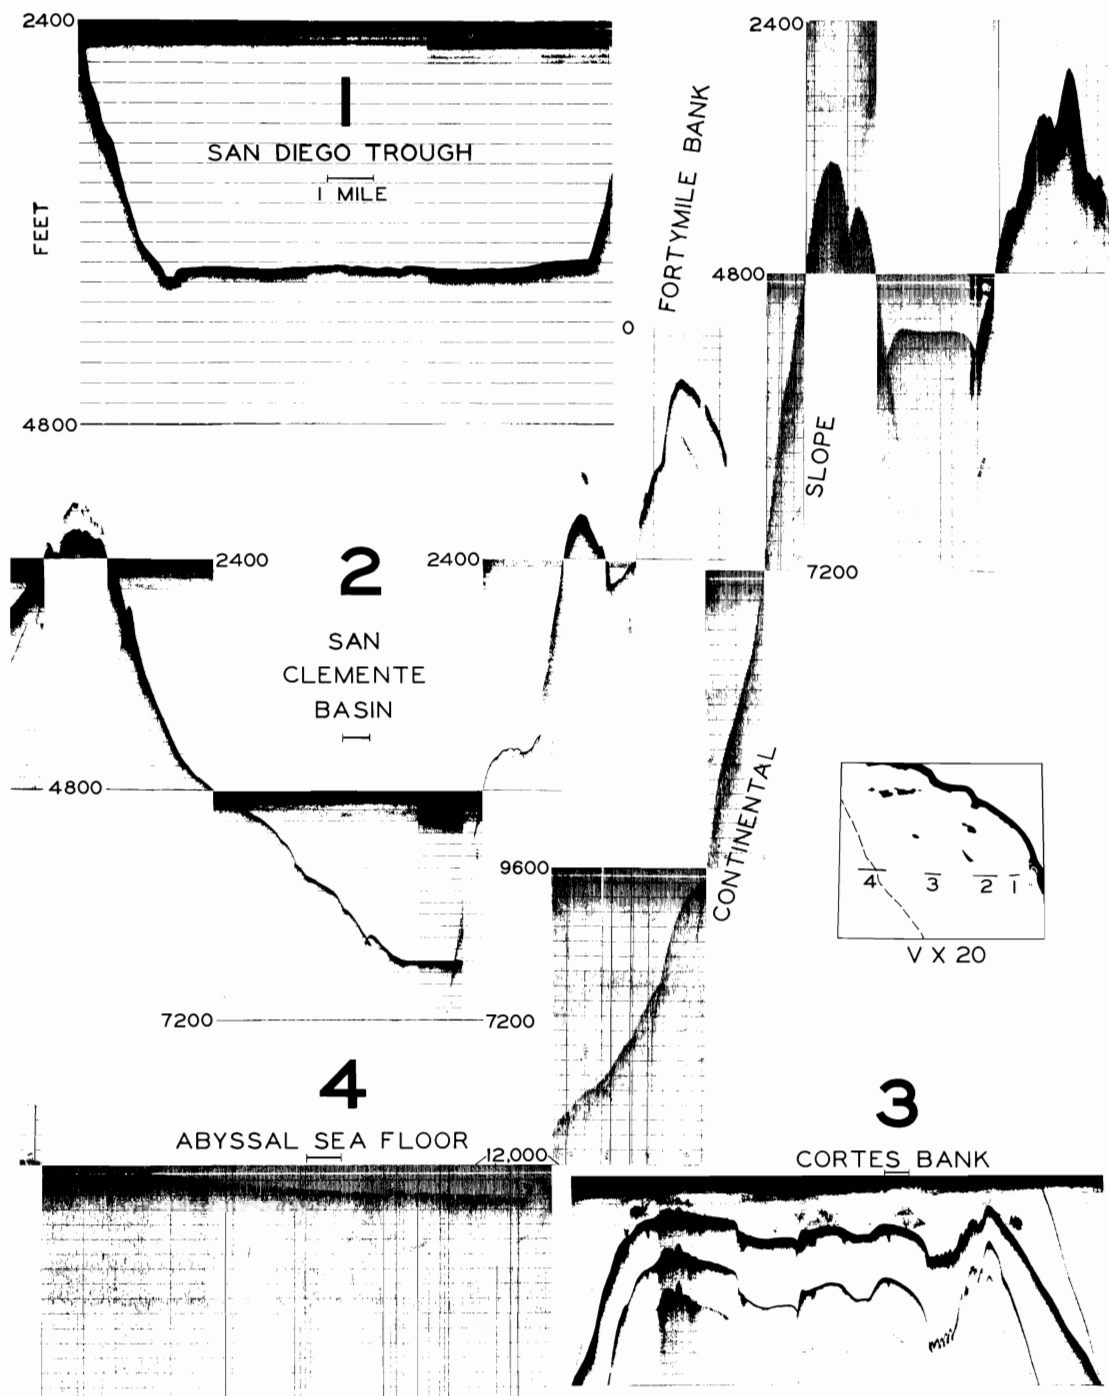 2400
1
SAN DIEGO TROUGH
1 MILE
FEET
4800
FORTYMILE BANK
0
2400
4800
SLOPE
7200
2400
2
2400
SAN
CLEMENTE
BASIN
4800
CONTINENTAL
9600
7200
7200
4
3
2
1
V X 20
4
ABYSSAL SEA FLOOR
12,000
3
CORTES BANK